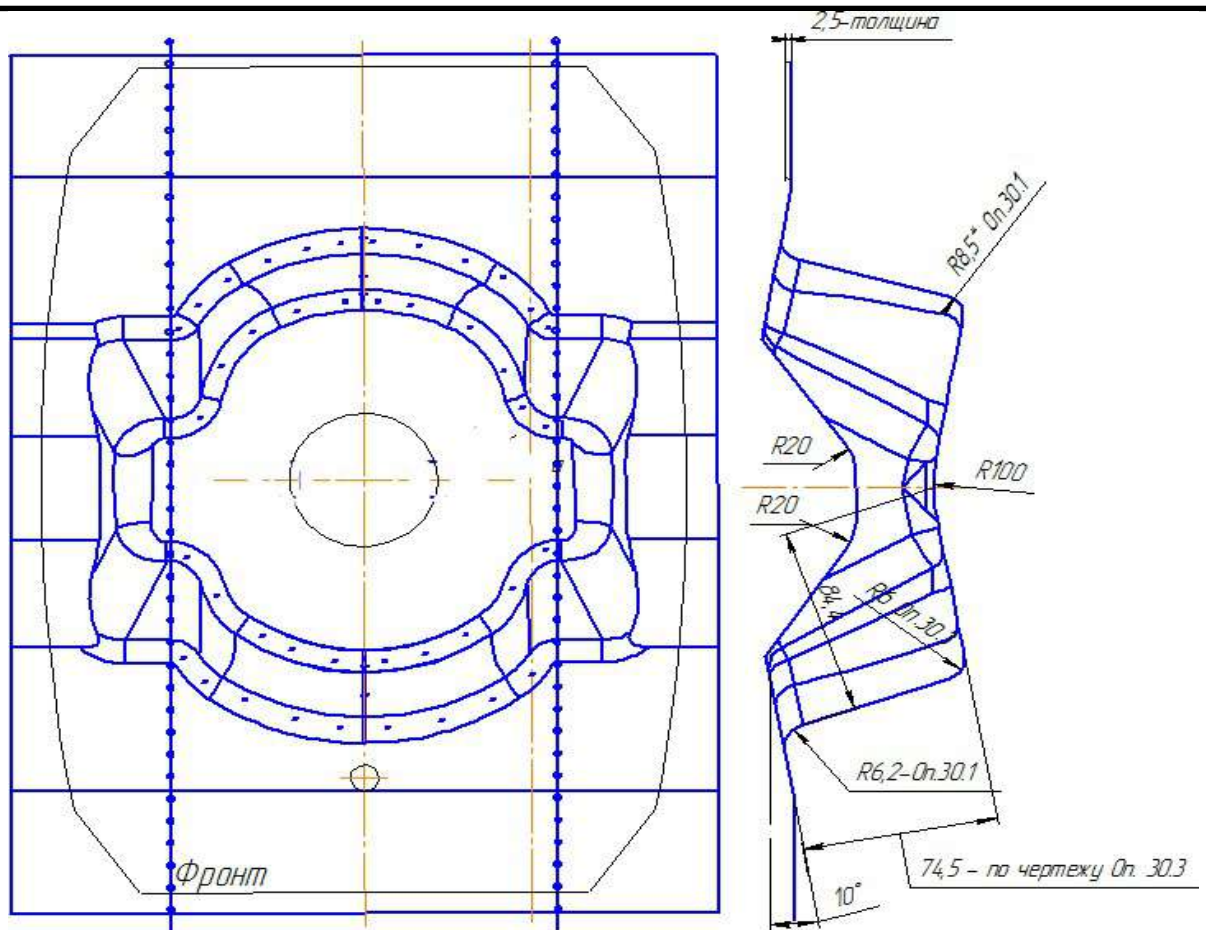 2,5-толщина
R8,5* Оп.30.1
R20
R100
R20
84,4
R6 Оп.30.
R6,2-Оп.30.1
74,5 - по чертежу Оп. 30.3
10°
Фронт